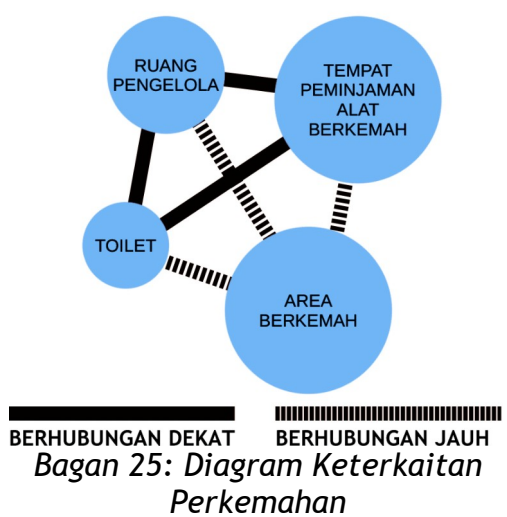 RUANG
PENGELOLA
TEMPAT
PEMINJAMAN
ALAT
BERKEMAH
TOILET
AREA
BERKEMAH
BERHUBUNGAN DEKAT
BERHUBUNGAN JAUH
Bagan 25: Diagram Keterkaitan
Perkemahan